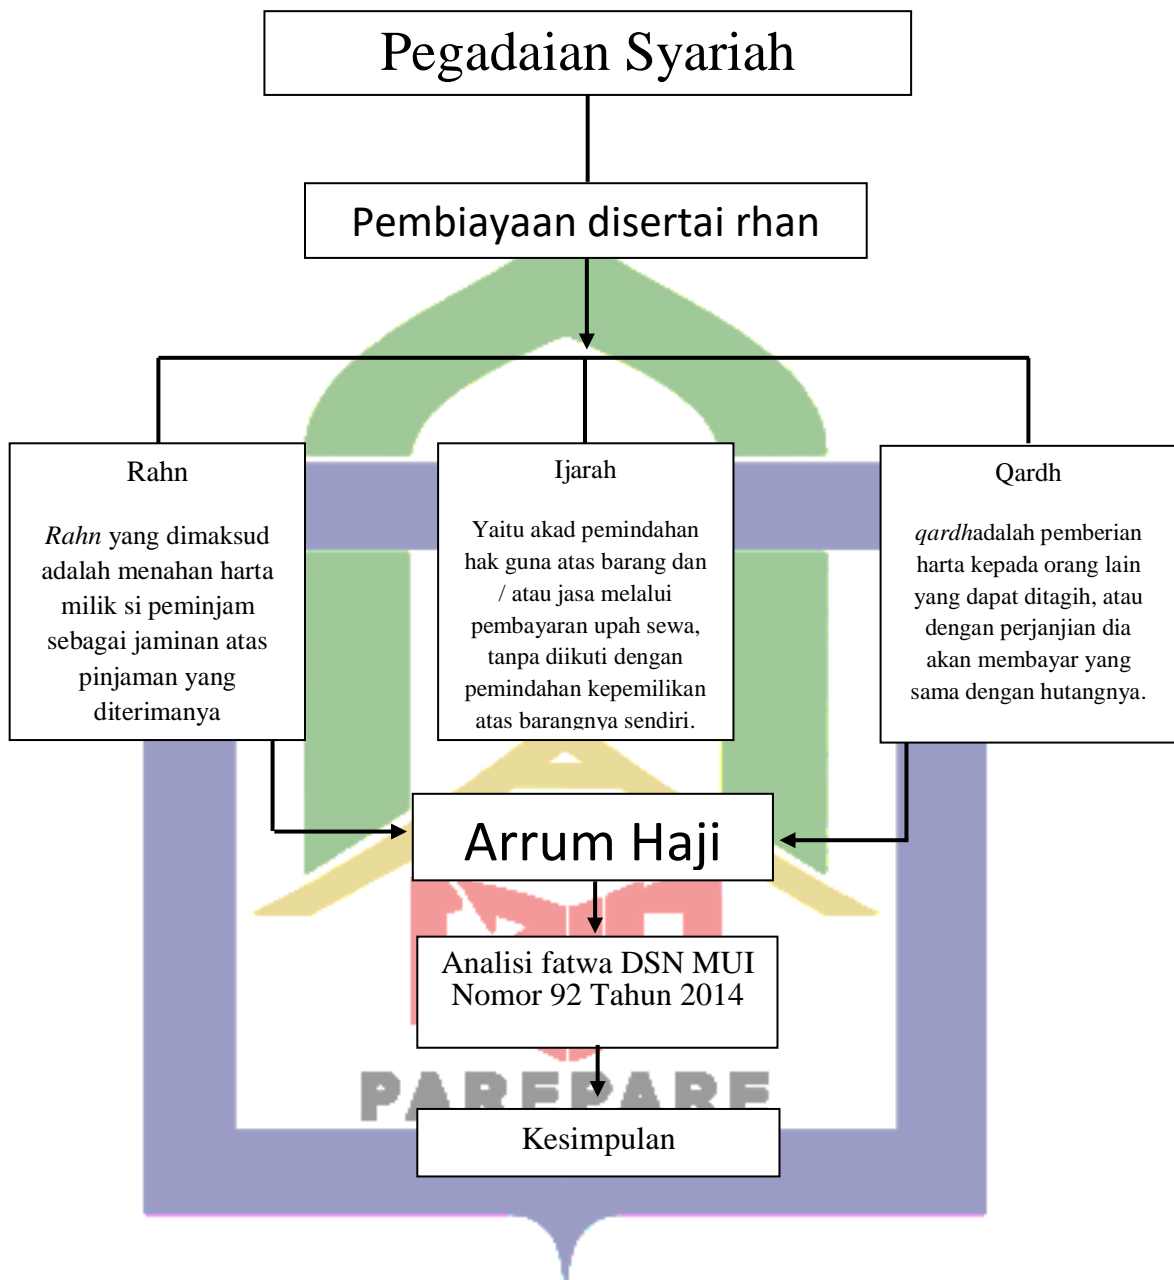 Pegadaian Syariah
Pembiayaan disertai rhan
Rahn
Rahn yang dimaksud
adalah menahan harta
milik si peminjam
sebagai jaminan atas
pinjaman yang
diterimanya
Ijarah
Yaitu akad pemindahan
hak guna atas barang dan
/ atau jasa melalui
pembayaran upah sewa,
tanpa diikuti dengan
pemindahan kepemilikan
atas barangnya sendiri.
Qardh
qardhadalah pemberian
harta kepada orang lain
yang dapat ditagih, atau
dengan perjanjian dia
akan membayar yang
sama dengan hutangnya.
Arrum Haji
Analisi fatwa DSN MUI
Nomor 92 Tahun 2014
PAREPARE
Kesimpulan